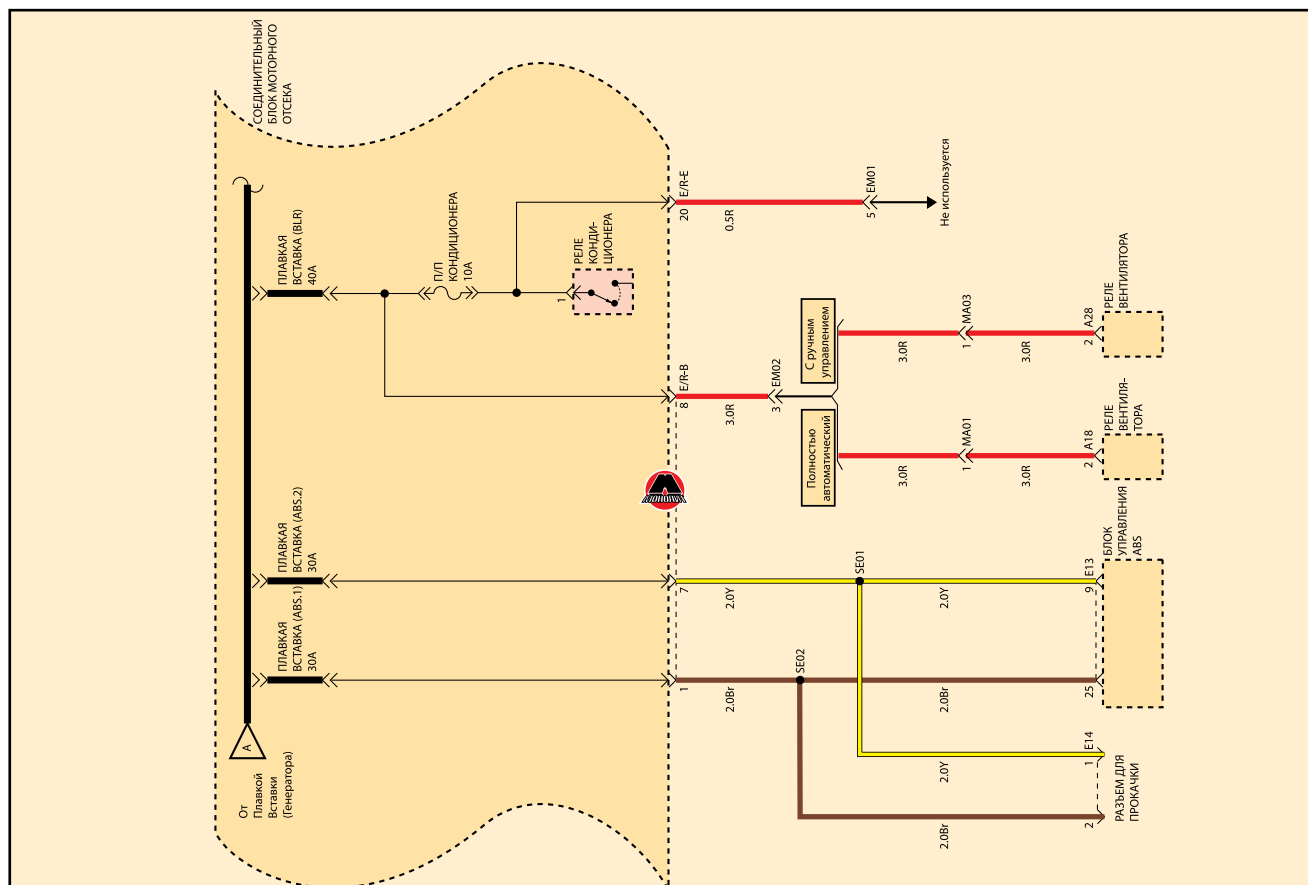 СОЕДИНИТЕЛЬНЫЙ
БЛОК МОТОРНОГО
ОТСЕКА
A
От
Плавкой
Вставки
(Генератора)
ПЛАВКАЯ
ВСТАВКА (ABS.1)
30А
ПЛАВКАЯ
ВСТАВКА (ABS.2)
30А
ПЛАВКАЯ
ВСТАВКА (BLR)
40А
П/П
КОНДИЦИОНЕРА
10А
РЕЛЕ
КОНДИ-
ЦИОНЕРА
1
1
7
8
E/R-B
20
E/R-E
2.0Br
2.0Y
3.0R
0.5R
5
EM01
Не используется
3
EM02
Полностью
автоматический
С ручным
управлением
3.0R
3.0R
1
MA01
1
MA03
3.0R
3.0R
2
A18
2
A28
РЕЛЕ
ВЕНТИЛЯ-
ТОРА
РЕЛЕ
ВЕНТИЛЯТОРА
SE02
SE01
2.0Br
2.0Y
2.0Br
2.0Y
25
9
E13
БЛОК
УПРАВЛЕНИЯ
ABS
2
1
E14
РАЗЪЕМ ДЛЯ
ПРОКАЧКИ